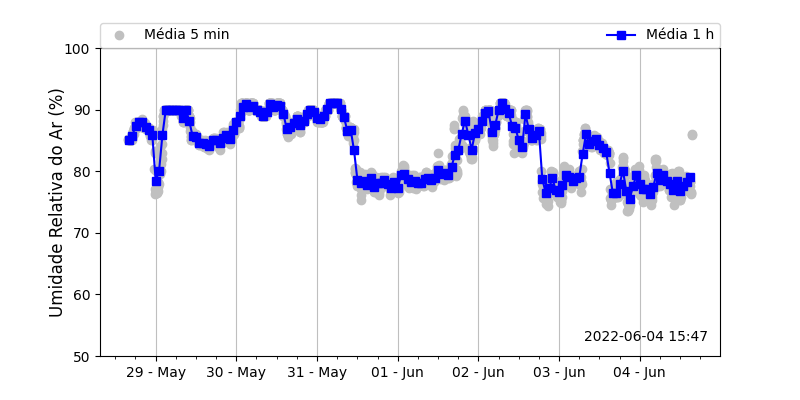 Média 5 min
Média 1 h
Umidade Relativa do Ar (%)
100
90
80
70
60
50
2022-06-04 15:47
29 - May
30 - May
31 - May
01 - Jun
02 - Jun
03 - Jun
04 - Jun